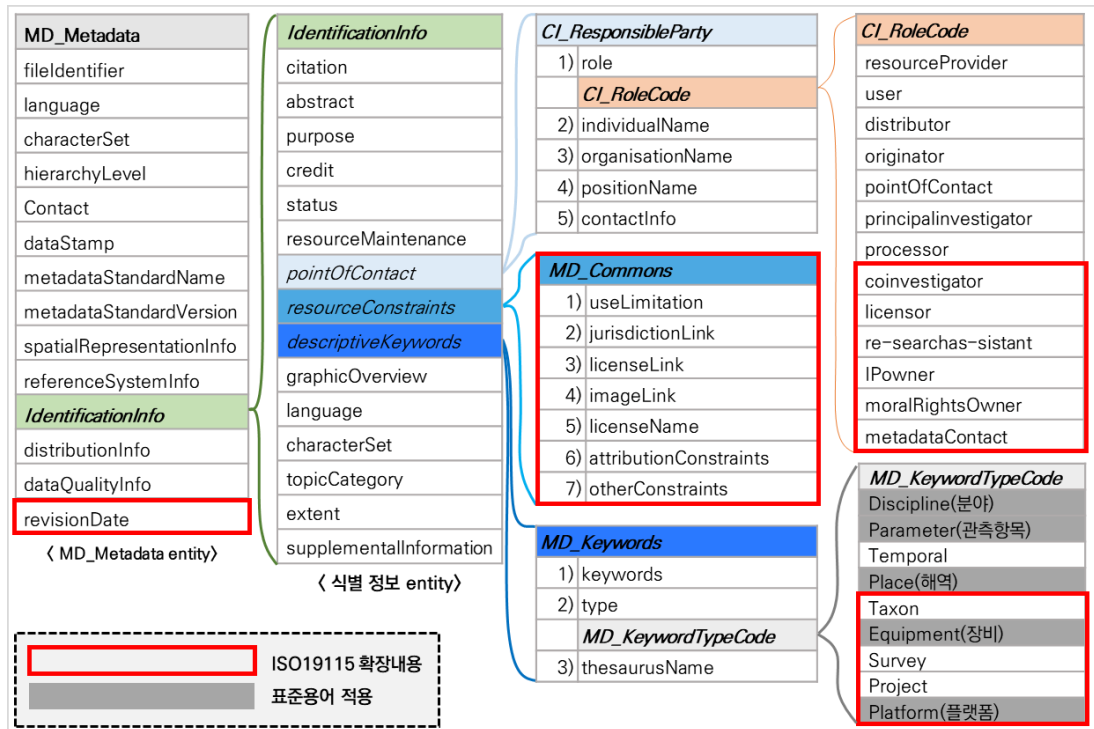 MD_Metadata
fileIdentifier
language
characterSet
hierarchyLevel
Contact
dataStamp
metadataStandardName
metadataStandardVersion
spatialRepresentationInfo
referenceSystemInfo
IdentificationInfo
distributionInfo
dataQualityInfo
revisionDate
< MD_Metadata entity>
IdentificationInfo
citation
abstract
purpose
credit
status
resourceMaintenance
pointOfContact
resourceConstraints
descriptiveKeywords
graphicOverview
language
characterSet
topicCategory
extent
supplementalInformation
< 식별 정보 entity>
CI_ResponsibleParty
1) role
CI_RoleCode
2) individualName
3) organisationName
4) positionName
5) contactInfo
MD_Commons
1) useLimitation
2) jurisdictionLink
3) licenseLink
4) imageLink
5) licenseName
6) attributionConstraints
7) otherConstraints
MD_Keywords
1) keywords
2) type
MD_KeywordTypeCode
3) thesaurusName
CI_RoleCode
resourceProvider
user
distributor
originator
pointOfContact
principalinvestigator
processor
coinvestigator
licensor
re-searchas-sistant
IPowner
moralRightsOwner
metadataContact
MD_KeywordTypeCode
Discipline(분야)
Parameter(관측항목)
Temporal
Place(해역)
Taxon
Equipment(장비)
Survey
Project
Platform(플랫폼)
ISO19115 확장내용
표준용어 적용